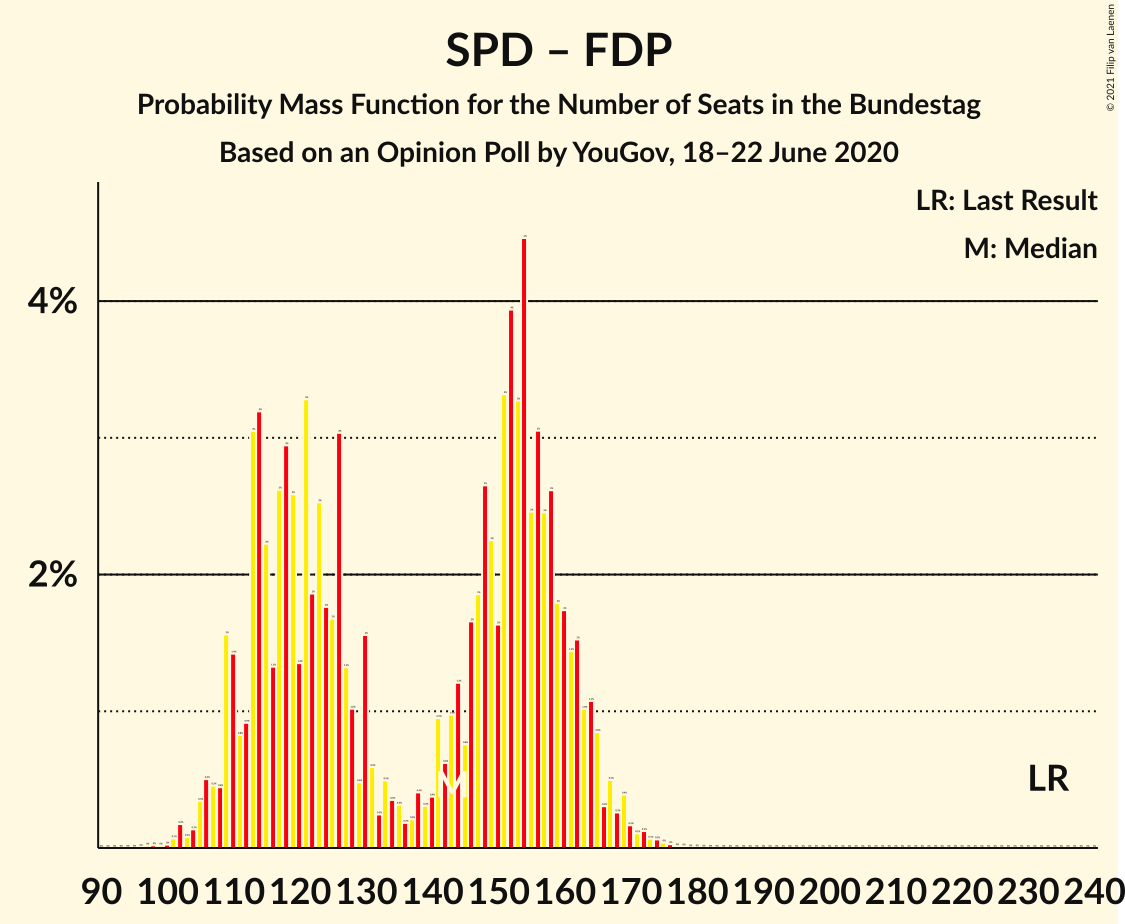 SPD – FDP
Probability Mass Function for the Number of Seats in the Bundestag
Based on an Opinion Poll by YouGov, 18–22 June 2020
© 2021 Filip van Laenen
LR: Last Result
M: Median
4%
2%
M
LR
90 100 110 120 130 140 150 160 170 180 190 200 210 220 230 240